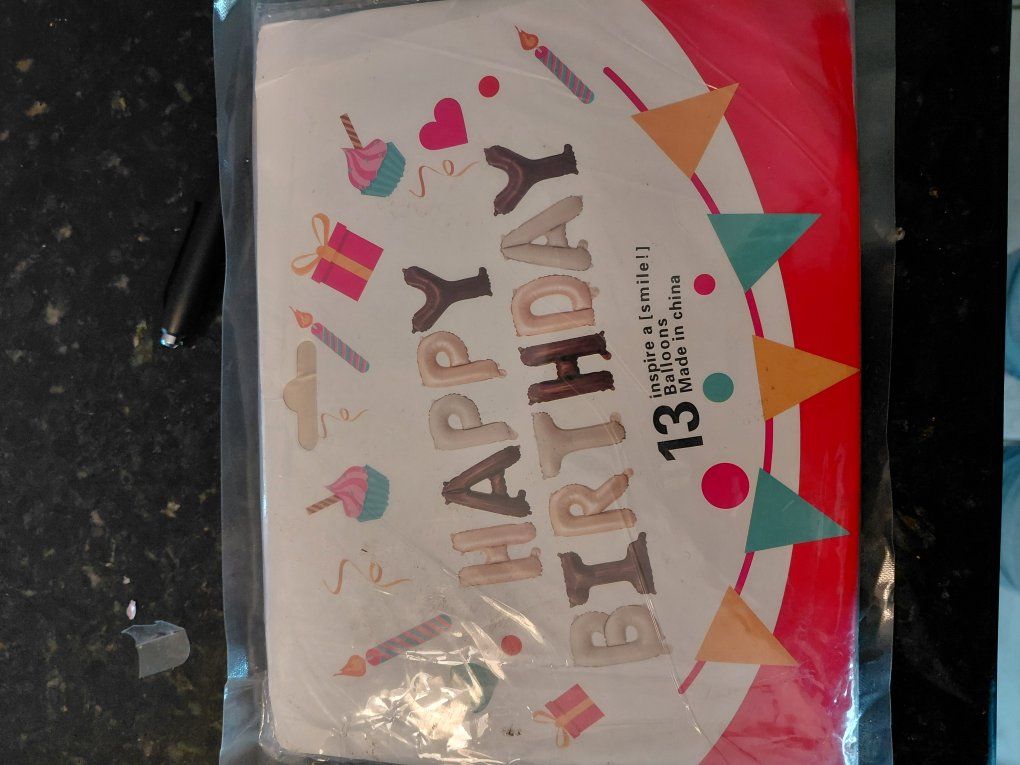 HAPPY
BIRTHDAY
13
inspire a [smile!]
Balloons
Made in china